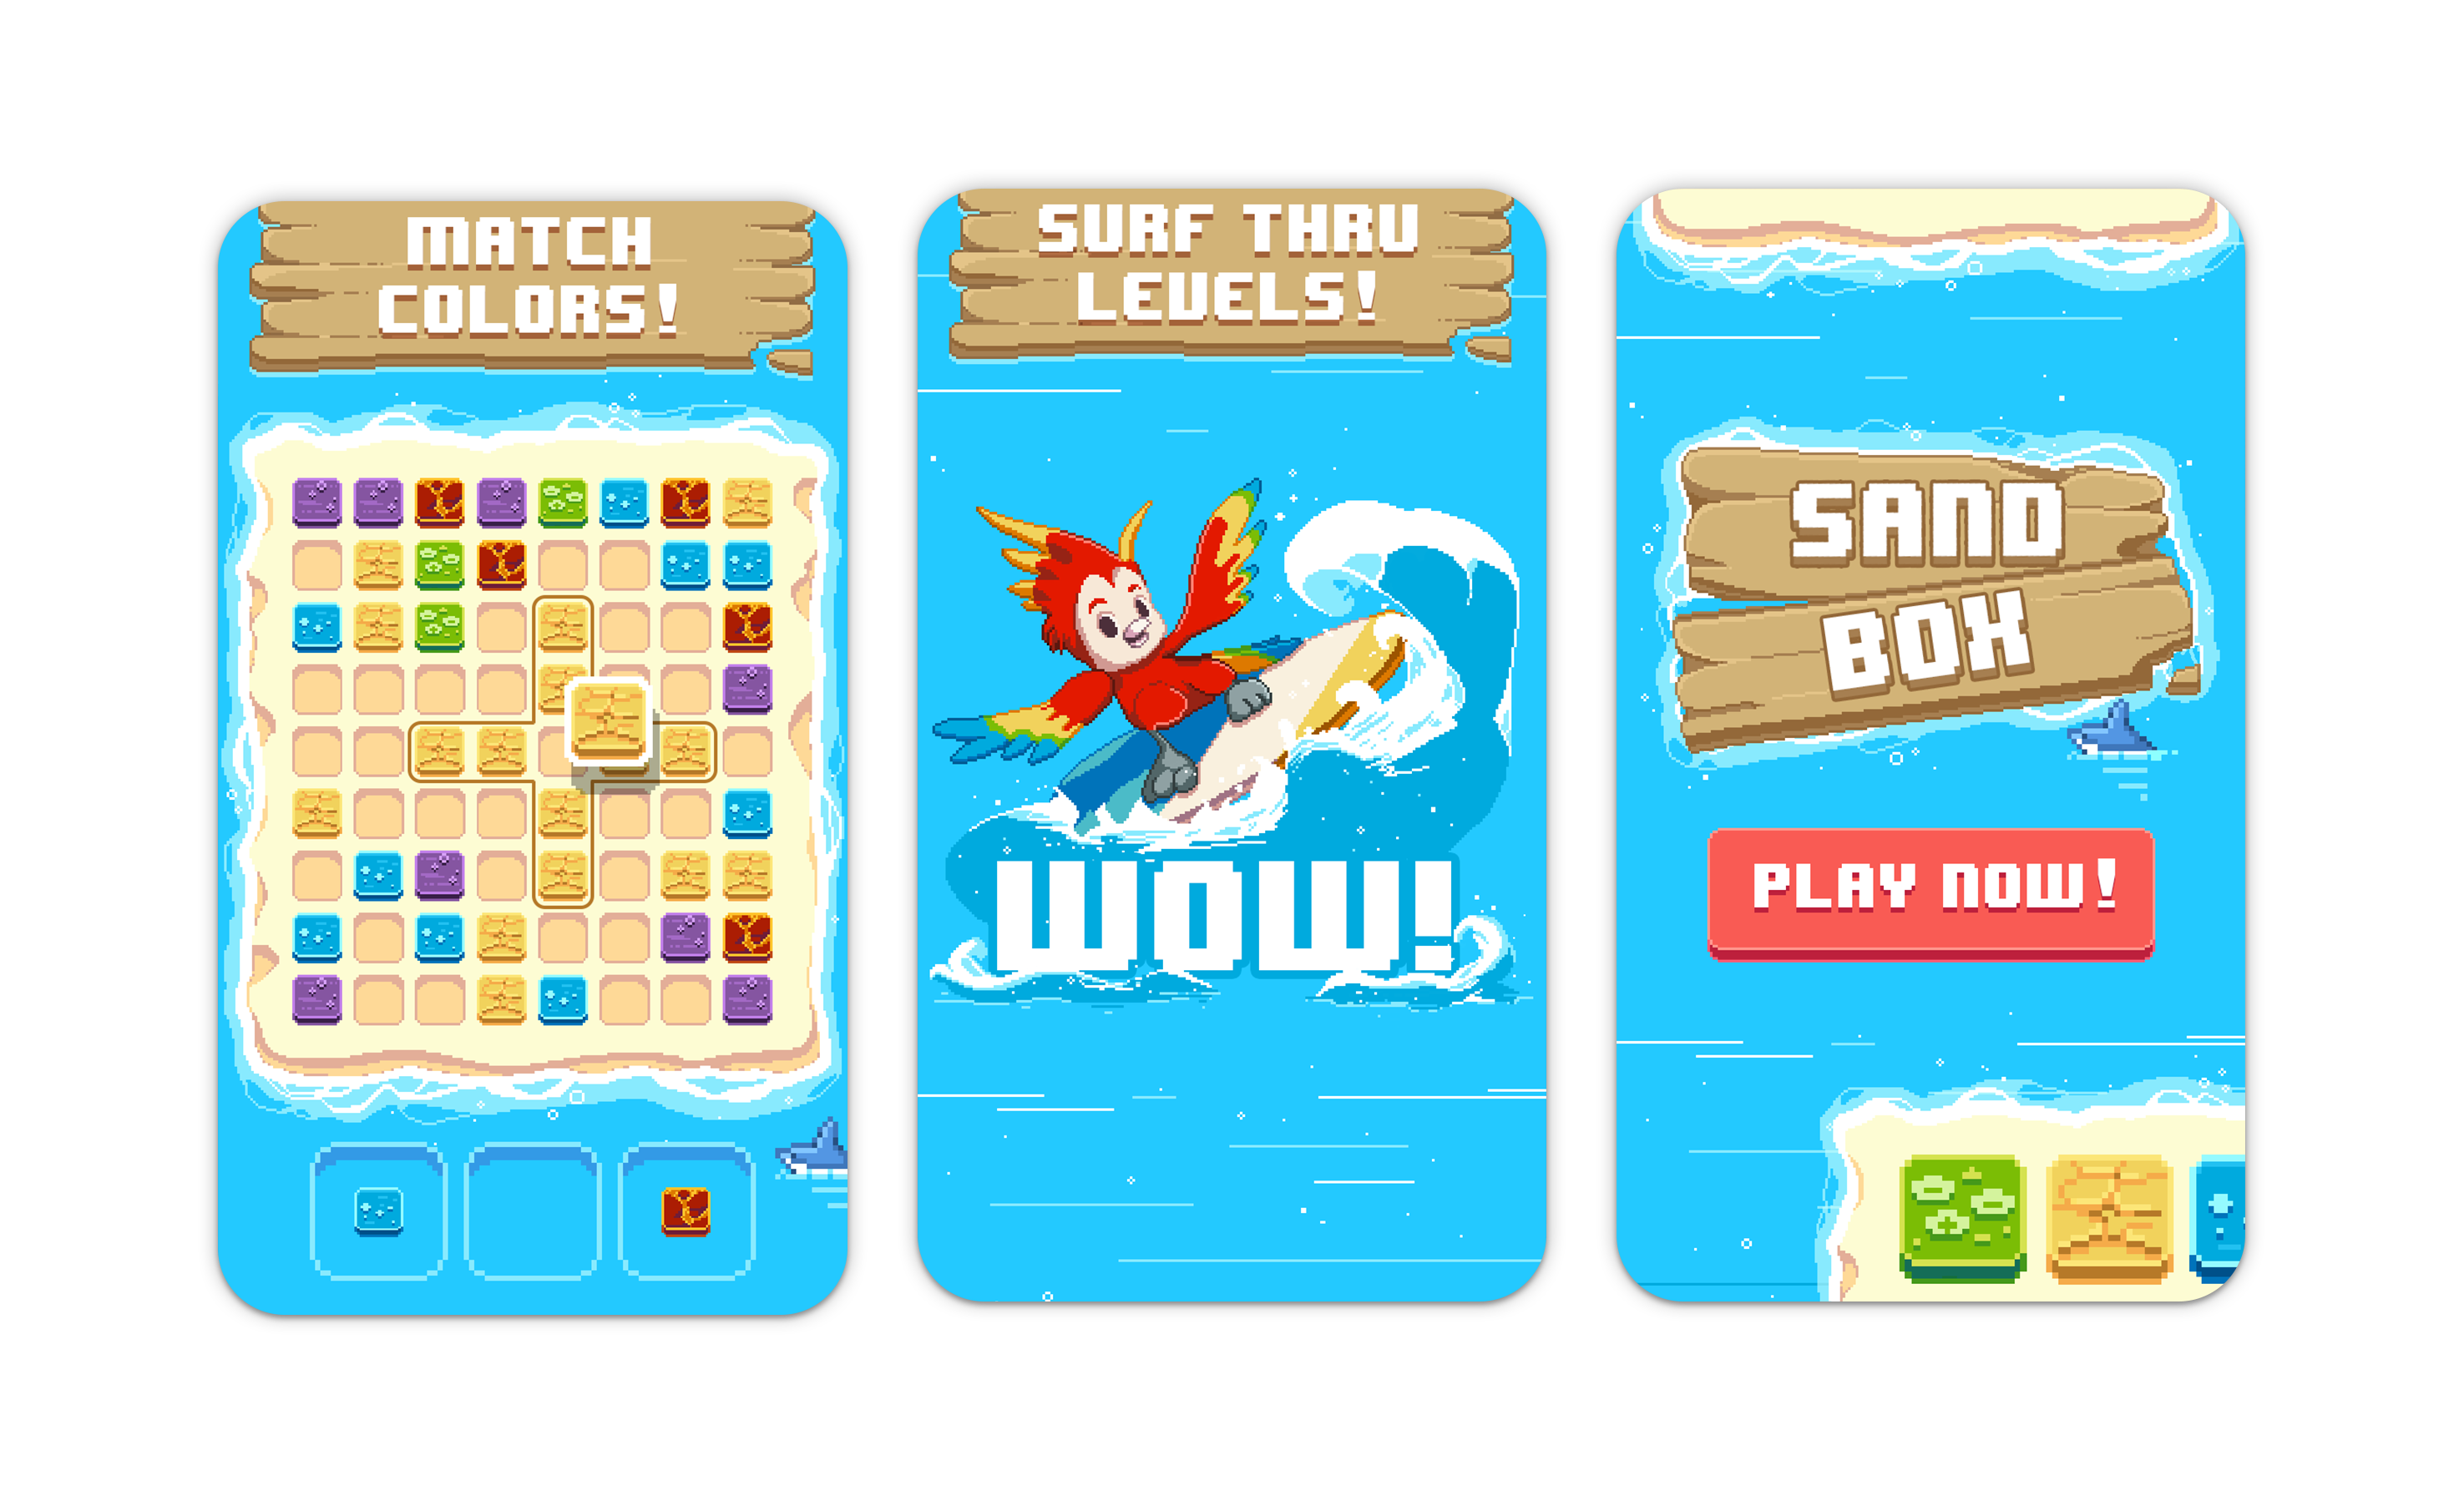 MATCH
COLORS!
SURF THRU
LEVELS!
WOW!
SAND
BOX
PLAY NOW!